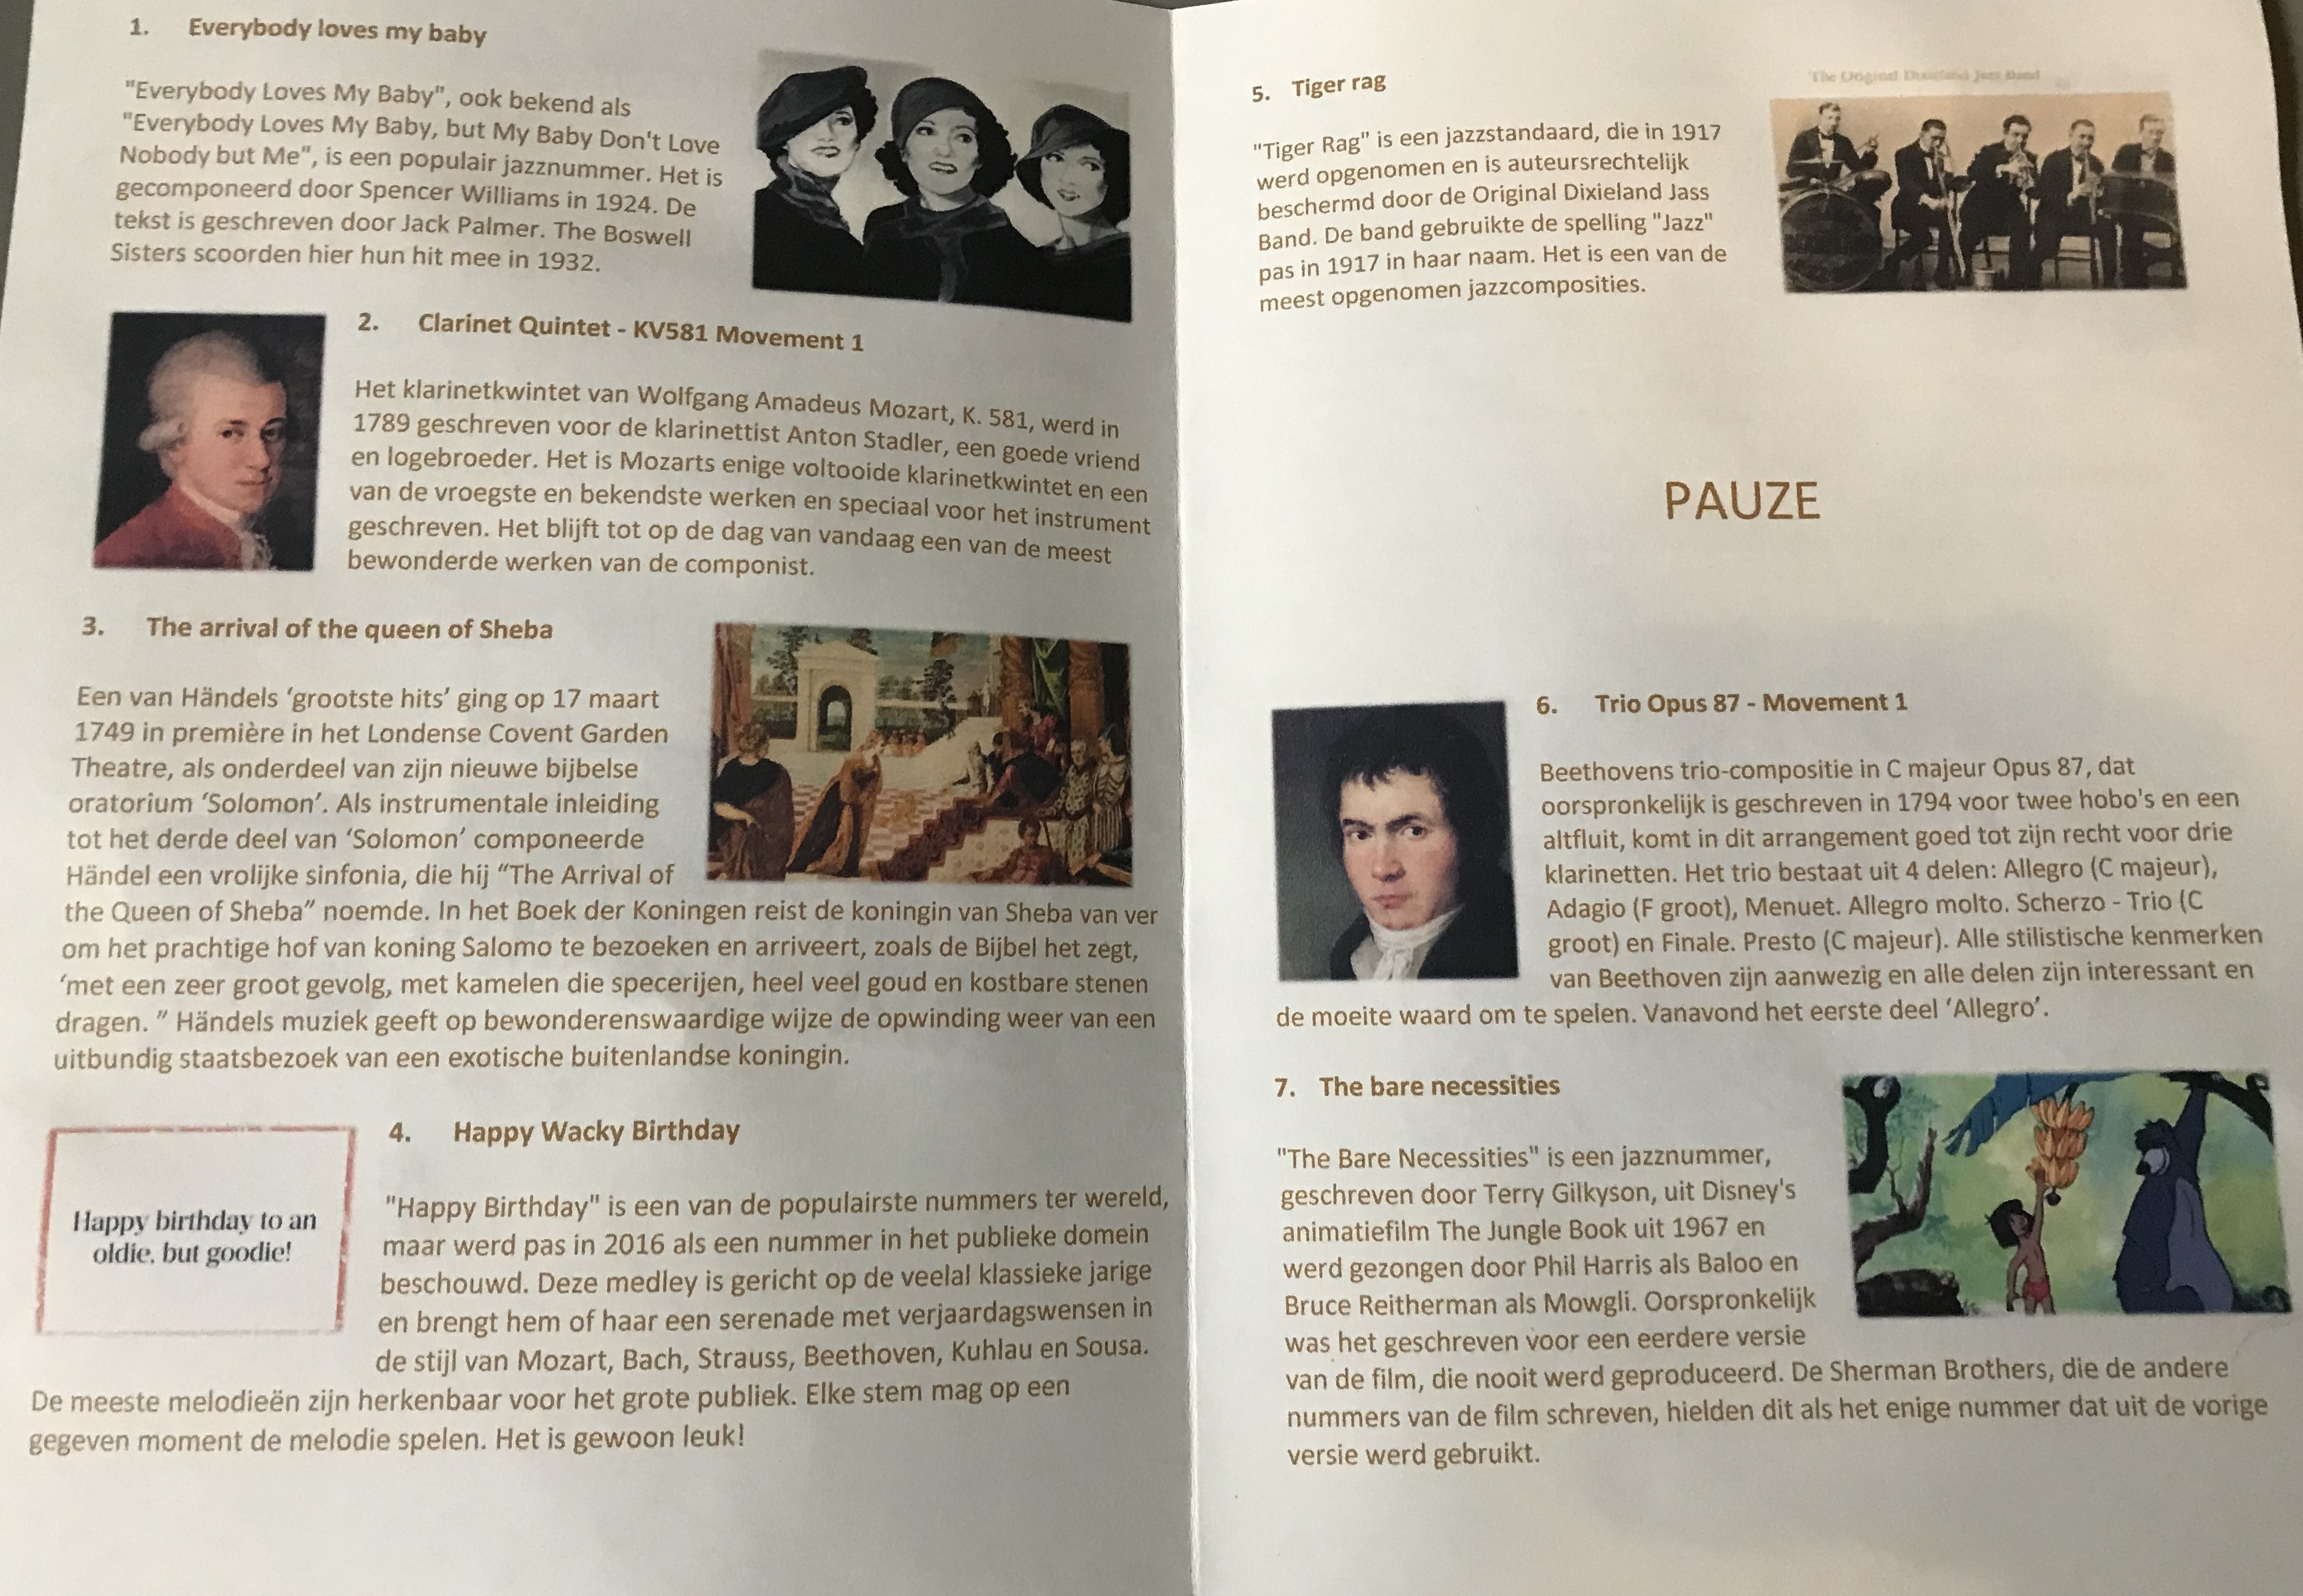 1. Everybody loves my baby
"Everybody Loves My Baby", ook bekend als
"Everybody Loves My Baby, but My Baby Don't Love
Nobody but Me", is een populair jazznummer. Het is
gecomponeerd door Spencer Williams in 1924. De
tekst is geschreven door Jack Palmer. The Boswell
Sisters scoorden hier hun hit mee in 1932.
2. Clarinet Quintet - KV581 Movement 1
Het klarinetkwintet van Wolfgang Amadeus Mozart, K. 581, werd in
1789 geschreven voor de klarinettist Anton Stadler, een goede vriend
en logebroeder. Het is Mozarts enige voltooide klarinetkwintet en een
van de vroegste en bekendste werken en speciaal voor het instrument
geschreven. Het blijft tot op de dag van vandaag een van de meest
bewonderde werken van de componist.
3. The arrival of the queen of Sheba
Een van Händels ‘grootste hits’ ging op 17 maart
1749 in première in het Londense Covent Garden
Theatre, als onderdeel van zijn nieuwe bijbelse
oratorium ‘Solomon’. Als instrumentale inleiding
tot het derde deel van ‘Solomon’ componeerde
Händel een vrolijke sinfonia, die hij “The Arrival of
the Queen of Sheba” noemde. In het Boek der Koningen reist de koningin van Sheba van ver
om het prachtige hof van koning Salomo te bezoeken en arriveert, zoals de Bijbel het zegt,
‘met een zeer groot gevolg, met kamelen die specerijen, heel veel goud en kostbare stenen
dragen. ” Händels muziek geeft op bewonderenswaardige wijze de opwinding weer van een
uitbundig staatsbezoek van een exotische buitenlandse koningin.
4. Happy Wacky Birthday
Happy birthday to an
oldie, but goodie!
"Happy Birthday" is een van de populairste nummers ter wereld,
maar werd pas in 2016 als een nummer in het publieke domein
beschouwd. Deze medley is gericht op de veelal klassieke jarige
en brengt hem of haar een serenade met verjaardagswensen in
de stijl van Mozart, Bach, Strauss, Beethoven, Kuhlau en Sousa.
De meeste melodieën zijn herkenbaar voor het grote publiek. Elke stem mag op een
gegeven moment de melodie spelen. Het is gewoon leuk!
5. Tiger rag
The Original Dixieland Jazz Band
"Tiger Rag" is een jazzstandaard, die in 1917
werd opgenomen en is auteursrechtelijk
beschermd door de Original Dixieland Jass
Band. De band gebruikte de spelling "Jazz"
pas in 1917 in haar naam. Het is een van de
meest opgenomen jazzcomposities.
PAUZE
6. Trio Opus 87 - Movement 1
Beethovens trio-compositie in C majeur Opus 87, dat
oorspronkelijk is geschreven in 1794 voor twee hobo's en een
altfluit, komt in dit arrangement goed tot zijn recht voor drie
klarinetten. Het trio bestaat uit 4 delen: Allegro (C majeur),
Adagio (F groot), Menuet. Allegro molto. Scherzo - Trio (C
groot) en Finale. Presto (C majeur). Alle stilistische kenmerken
van Beethoven zijn aanwezig en alle delen zijn interessant en
de moeite waard om te spelen. Vanavond het eerste deel ‘Allegro’.
7. The bare necessities
"The Bare Necessities" is een jazznummer,
geschreven door Terry Gilkyson, uit Disney's
animatiefilm The Jungle Book uit 1967 en
werd gezongen door Phil Harris als Baloo en
Bruce Reitherman als Mowgli. Oorspronkelijk
was het geschreven voor een eerdere versie
van de film, die nooit werd geproduceerd. De Sherman Brothers, die de andere
nummers van de film schreven, hielden dit als het enige nummer dat uit de vorige
versie werd gebruikt.